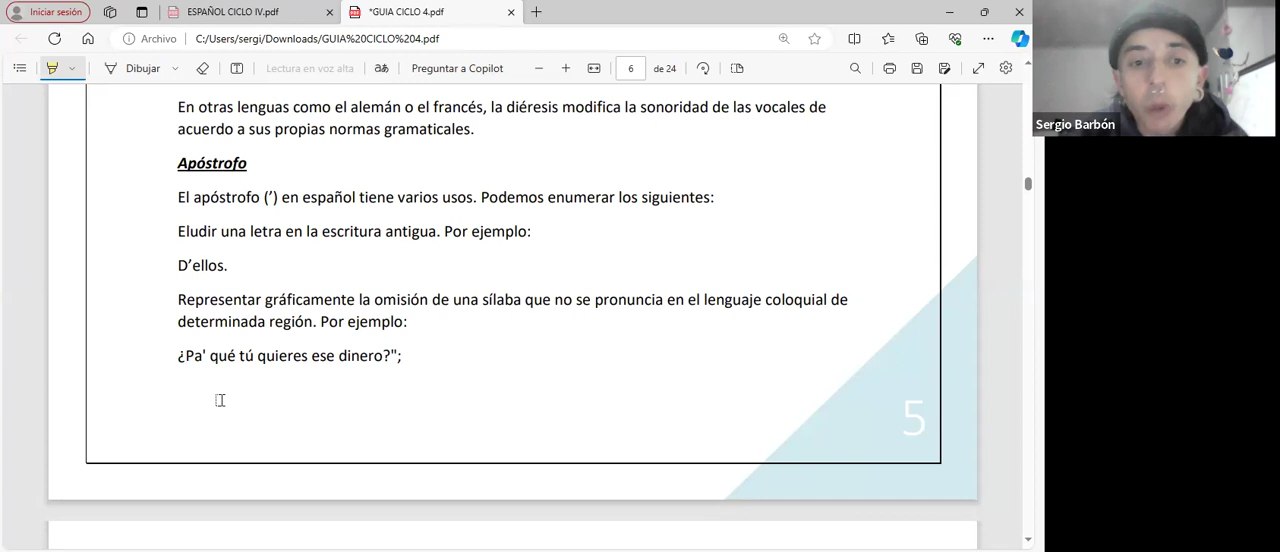 Iniciar sesión
ESPAÑOL CICLO IV.pdf
*GUIA CICLO 4.pdf
Archivo
C:/Users/sergi/Downloads/GUIA%20CICLO%204.pdf
Dibujar
Lectura en voz alta
aあ
Preguntar a Copilot
6
de 24
En otras lenguas como el alemán o el francés, la diéresis modifica la sonoridad de las vocales de
acuerdo a sus propias normas gramaticales.
Apóstrofo
El apóstrofo (’) en español tiene varios usos. Podemos enumerar los siguientes:
Eludir una letra en la escritura antigua. Por ejemplo:
D’ellos.
Representar gráficamente la omisión de una sílaba que no se pronuncia en el lenguaje coloquial de
determinada región. Por ejemplo:
¿Pa' qué tú quieres ese dinero?";
5
Sergio Barbón